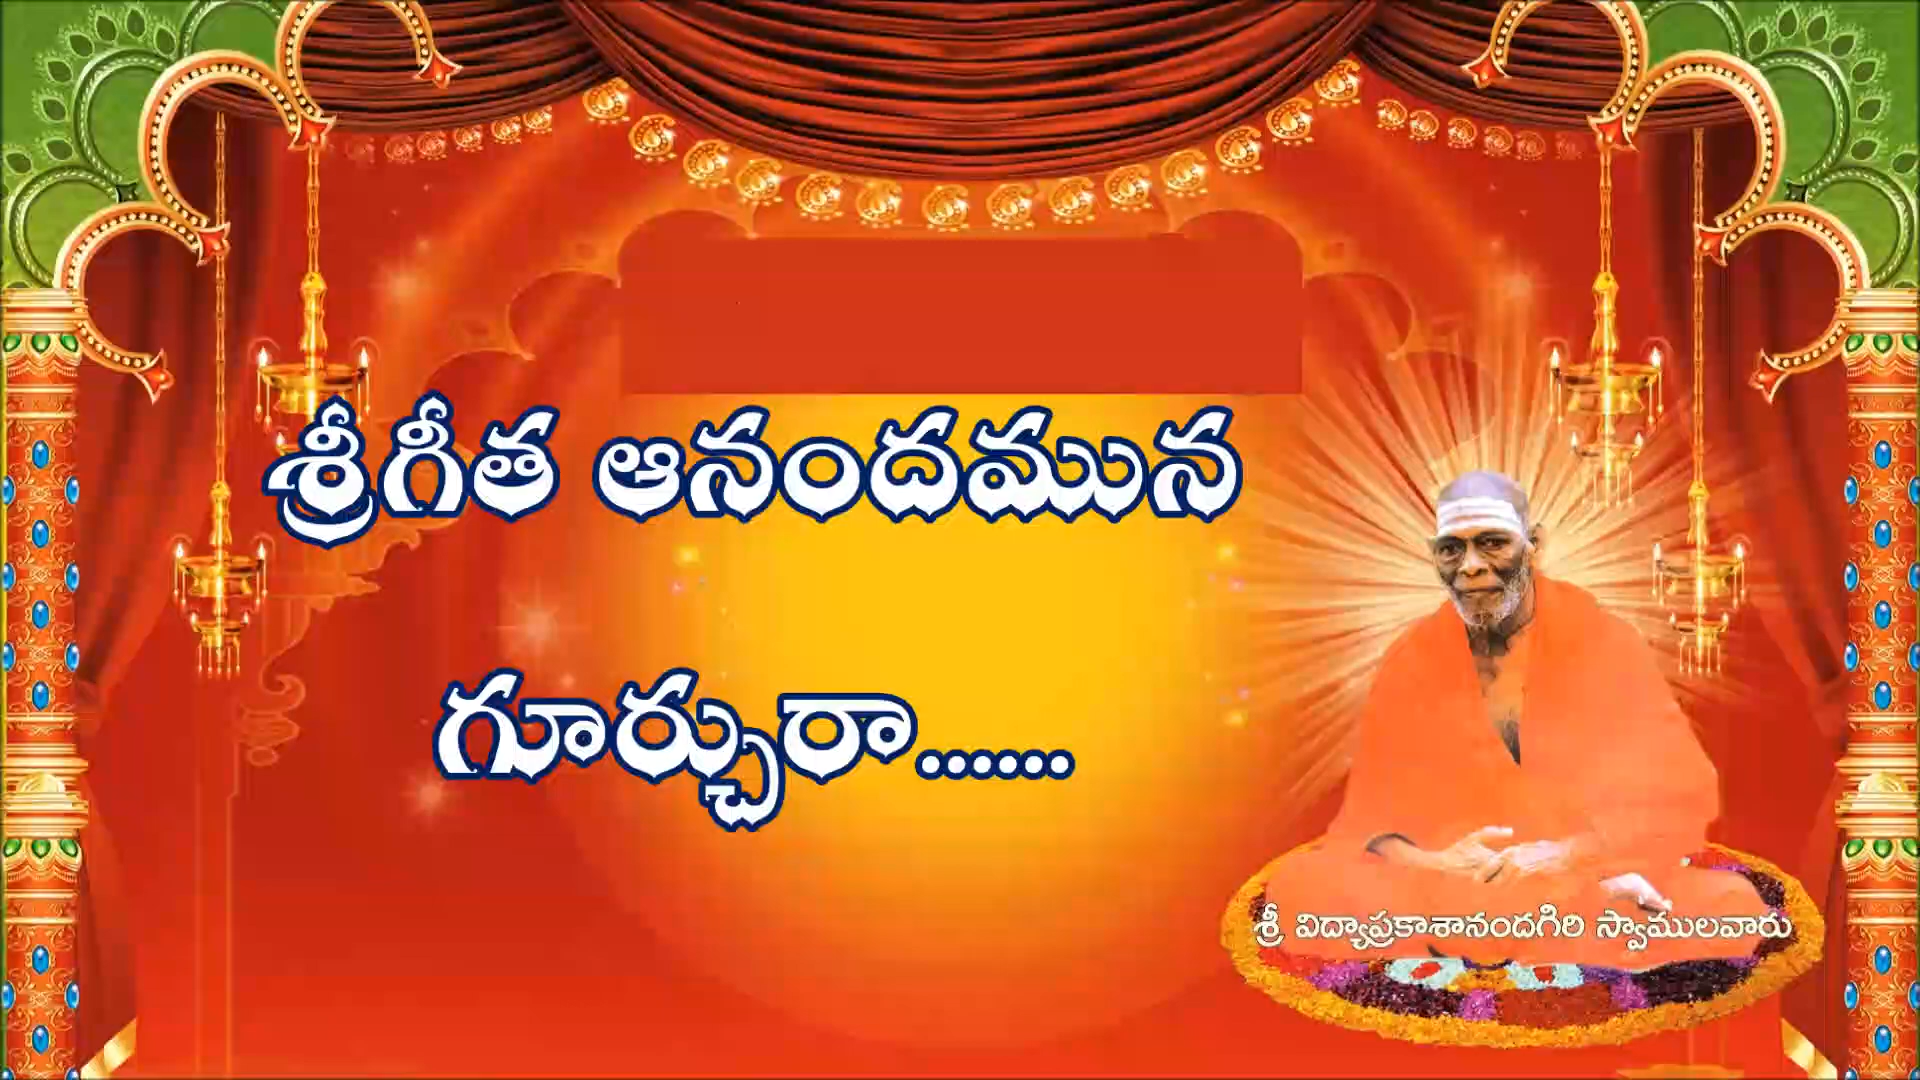 శ్రీగీత ఆనందమున
గూర్చురా......
శ్రీ విద్యాప్రకాశానందగిరి స్వాములవారు